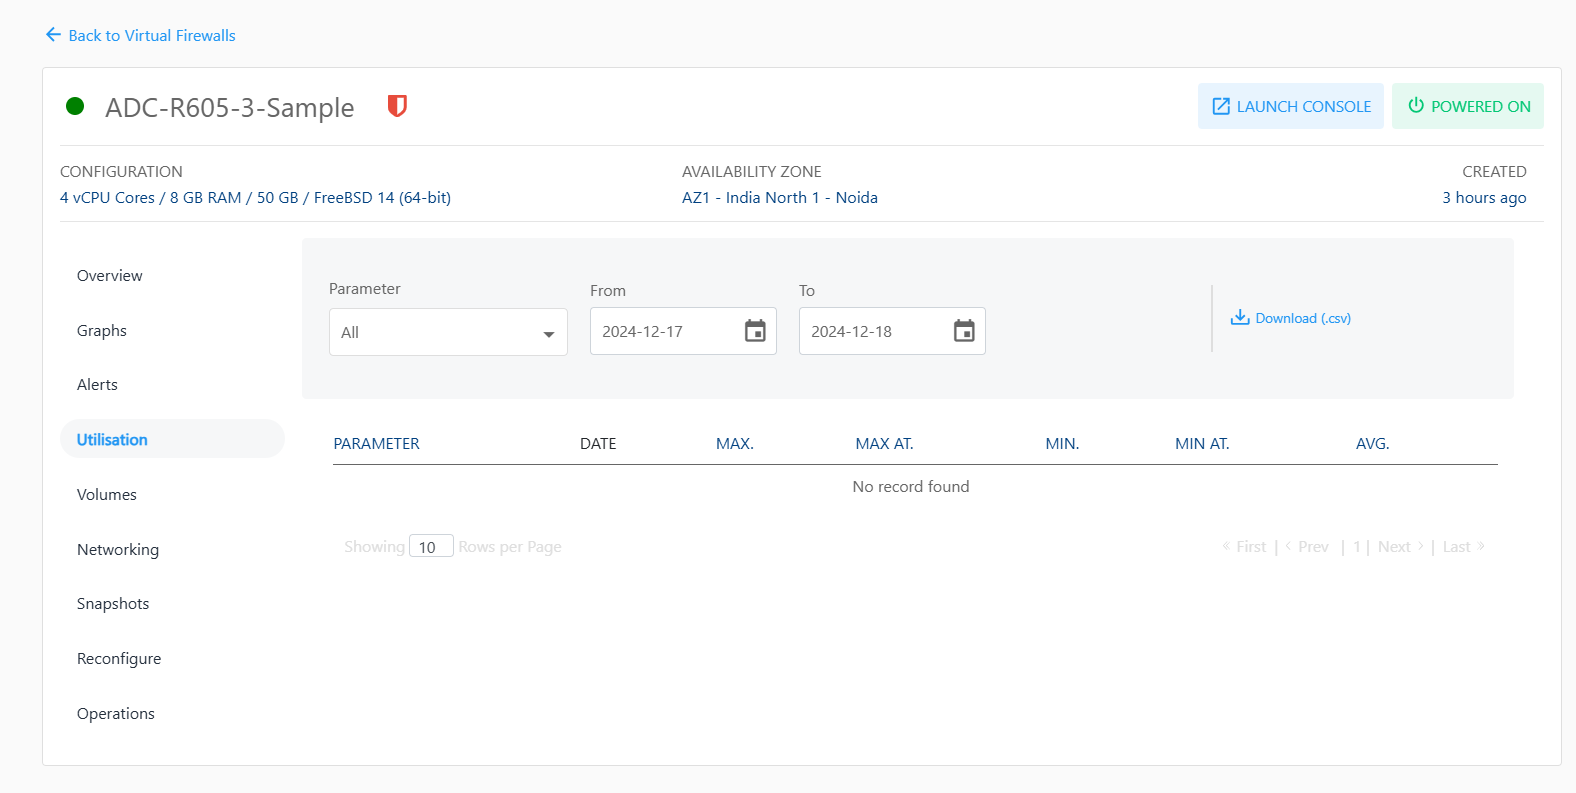 Back to Virtual Firewalls
ADC-R605-3-Sample
LAUNCH CONSOLE
POWERED ON
CONFIGURATION
4 vCPU Cores / 8 GB RAM / 50 GB / FreeBSD 14 (64-bit)
AVAILABILITY ZONE
AZ1 - India North 1 - Noida
CREATED
3 hours ago
Overview
Graphs
Alerts
Utilisation
Volumes
Networking
Snapshots
Reconfigure
Operations
Parameter
All
From
2024-12-17
To
2024-12-18
Download (.csv)
PARAMETER DATE MAX. MAX AT. MIN. MIN AT. AVG.
No record found
Showing 10 Rows per Page
« First | ‹ Prev | 1 | Next › | Last »